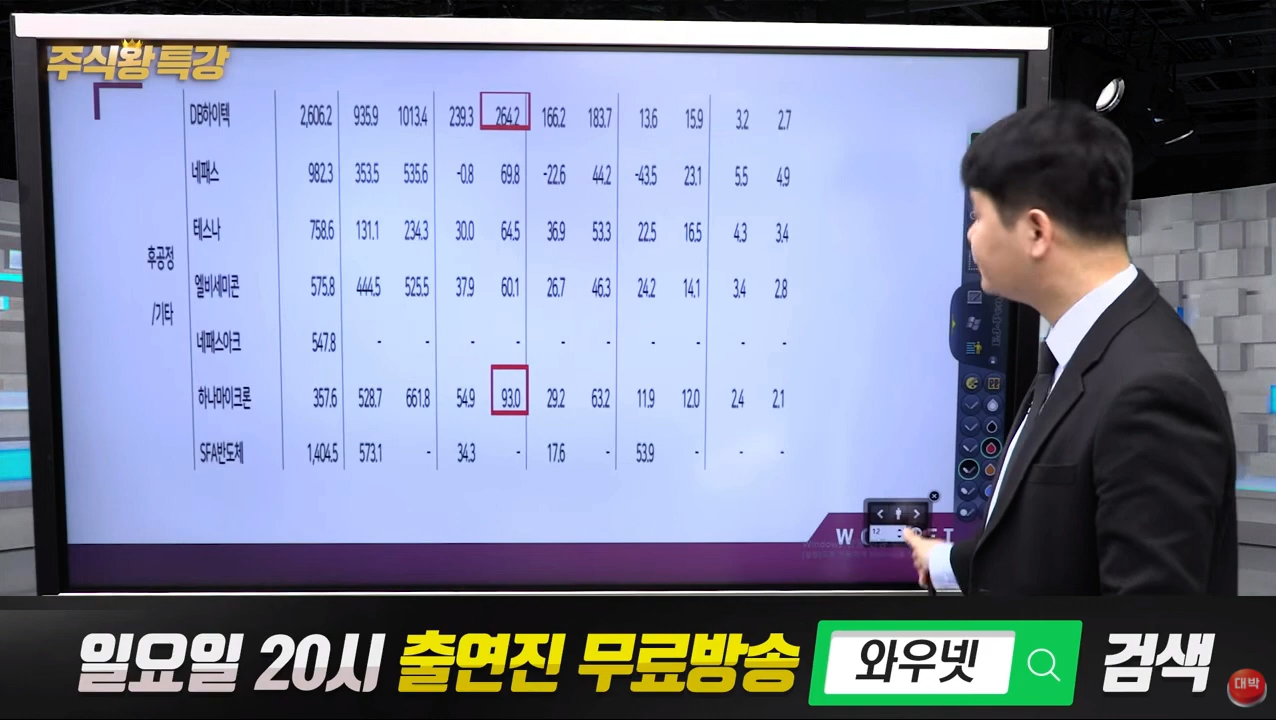 주식왕 특강
DB하이텍 2,606.2 935.9 1013.4 239.3 264.2 166.2 183.7 13.6 15.9 3.2 2.7
네패스 982.3 353.5 535.6 -0.8 69.8 -22.6 44.2 -43.5 23.1 5.5 4.9
테스나 758.6 131.1 234.3 30.0 64.5 36.9 53.3 22.5 16.5 4.3 3.4
후공정
엘비세미콘 575.8 444.5 525.5 37.9 60.1 26.7 46.3 24.2 14.1 3.4 2.8
/기타
네패스아크 547.8 - - - - - - - - - -
하나마이크론 357.6 528.7 661.8 54.9 93.0 29.2 63.2 11.9 12.0 2.4 2.1
SFA반도체 1,404.5 573.1 - 34.3 - 17.6 - 53.9 - - -
12
일요일 20시 출연진 무료방송 와우넷 검색
대박